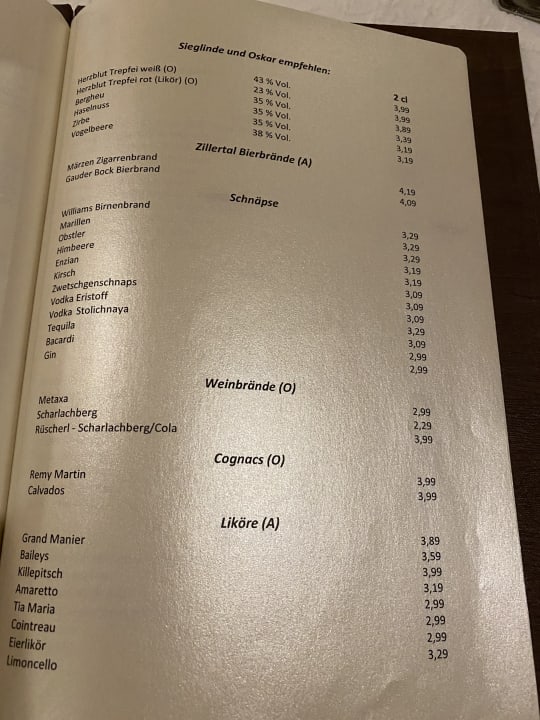 Sieglinde und Oskar empfehlen:
2 cl
Herzblut Trepfei weiß (O) 43 % Vol. 3,99
Herzblut Trepfei rot (Likör) (O) 23 % Vol. 3,99
Bergheu 35 % Vol. 3,89
Haselnuss 35 % Vol. 3,39
Zirbe 35 % Vol. 3,19
Vogelbeere 38 % Vol. 3,19
Zillertal Bierbrände (A)
Märzen Zigarrenbrand 4,19
Gauder Bock Bierbrand 4,09
Schnäpse
Williams Birnenbrand 3,29
Marillen 3,29
Obstler 3,29
Himbeere 3,19
Enzian 3,19
Kirsch 3,09
Zwetschgenschnaps 3,09
Vodka Eristoff 3,09
Vodka Stolichnaya 3,29
Tequila 3,09
Bacardi 2,99
Gin 2,99
Weinbrände (O)
Metaxa 2,99
Scharlachberg 2,29
Rüscherl - Scharlachberg/Cola 3,99
Cognacs (O)
Remy Martin 3,99
Calvados 3,99
Liköre (A)
Grand Manier 3,89
Baileys 3,59
Killepitsch 3,99
Amaretto 3,19
Tia Maria 2,99
Cointreau 2,99
Eierlikör 2,99
Limoncello 3,29